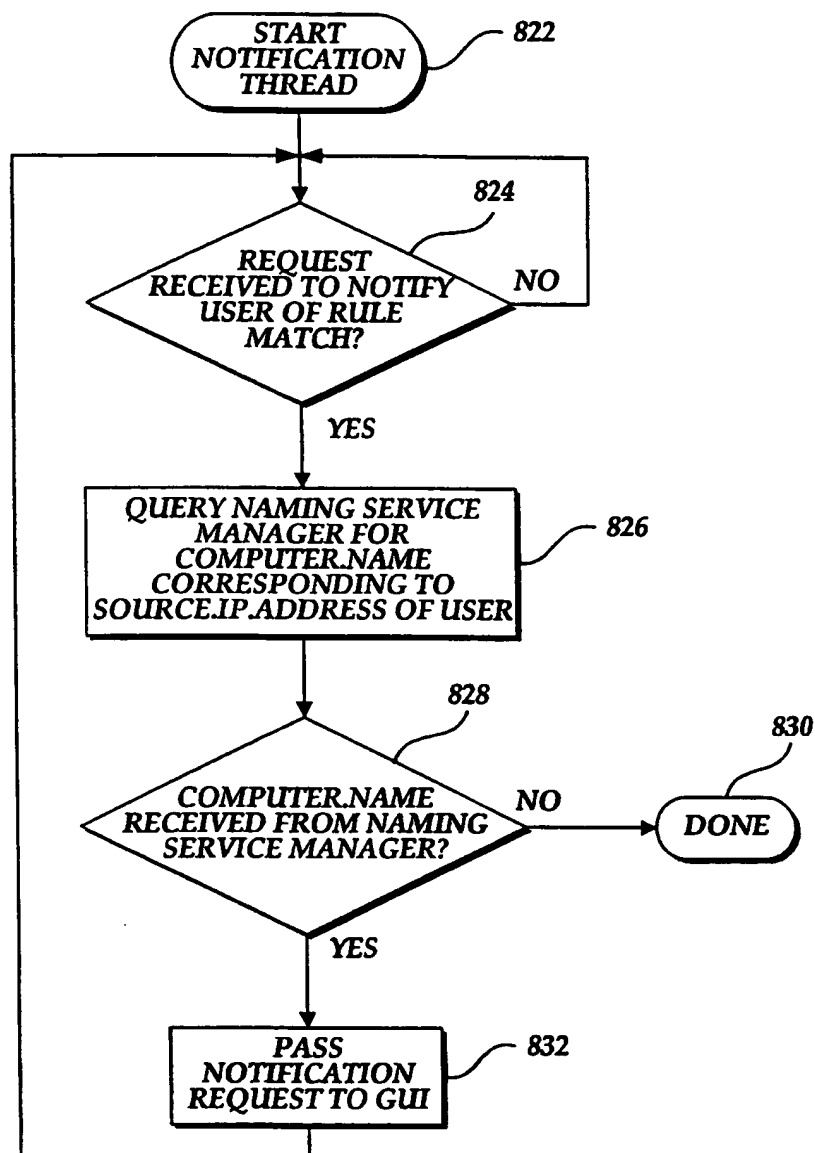 START
NOTIFICATION
THREAD
822
824
REQUEST
RECEIVED TO NOTIFY
USER OF RULE
MATCH?
NO
YES
QUERY NAMING SERVICE
MANAGER FOR
COMPUTER.NAME
CORRESPONDING TO
SOURCE.IP.ADDRESS OF USER
826
828
COMPUTER.NAME
RECEIVED FROM NAMING
SERVICE MANAGER?
NO
830
DONE
YES
PASS
NOTIFICATION
REQUEST TO GUI
832